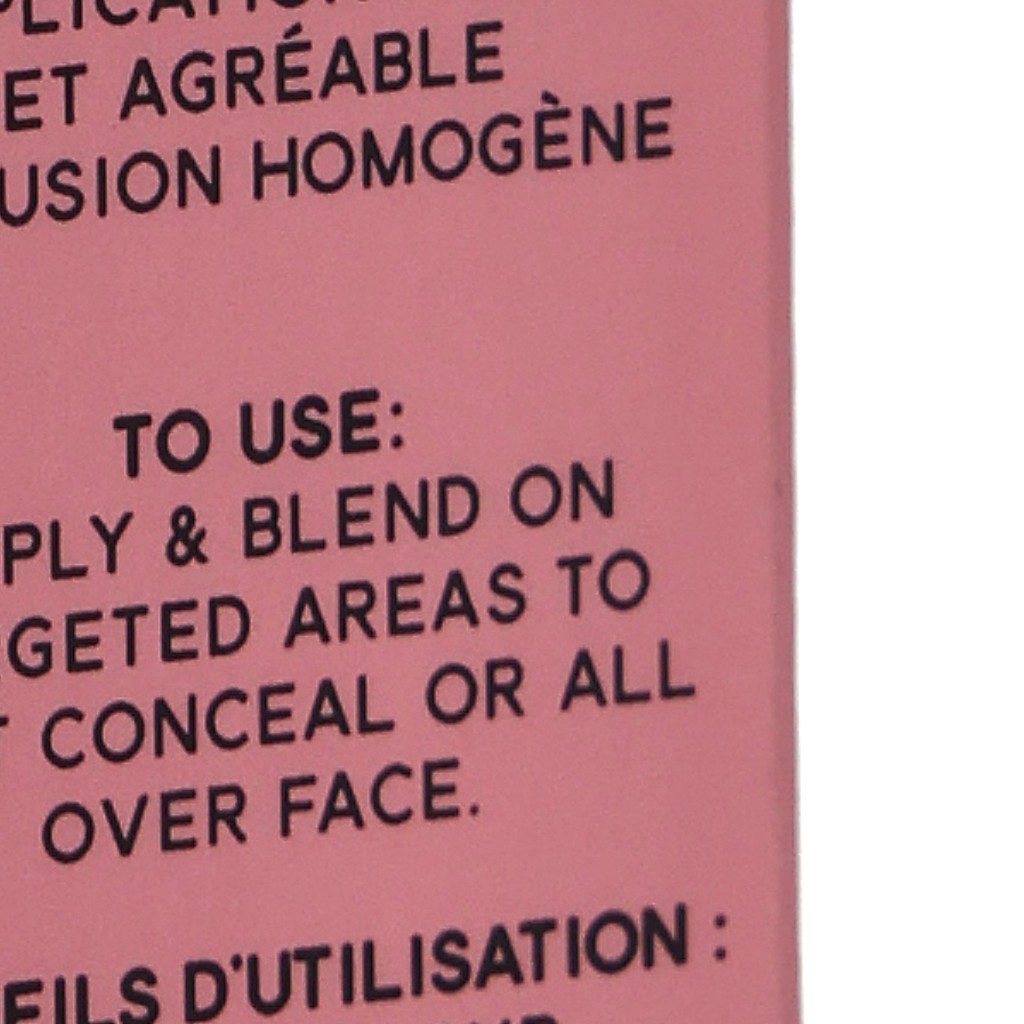 PLICATION
ET AGRÉABLE
USION HOMOGÈNE
TO USE:
PLY & BLEND ON
GETED AREAS TO
CONCEAL OR ALL
OVER FACE.
EILS D'UTILISATION :